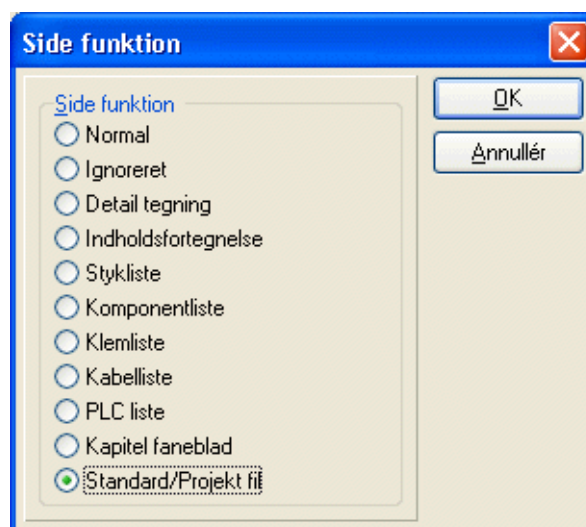 Side funktion
Side funktion
Normal
Ignoreret
Detail tegning
Indholdsfortegnelse
Stykliste
Komponentliste
Klemliste
Kabelliste
PLC liste
Kapitel faneblad
Standard/Projekt fil
OK
Annullér